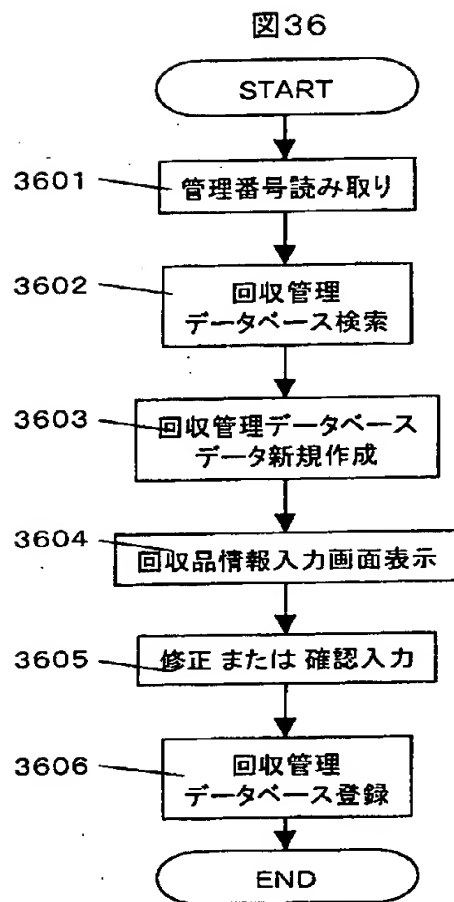 図36
START
3601
管理番号読み取り
3602
回収管理
データベース検索
3603
回収管理データベース
データ新規作成
3604
回収品情報入力画面表示
3605
修正 または 確認入力
3606
回収管理
データベース登録
END